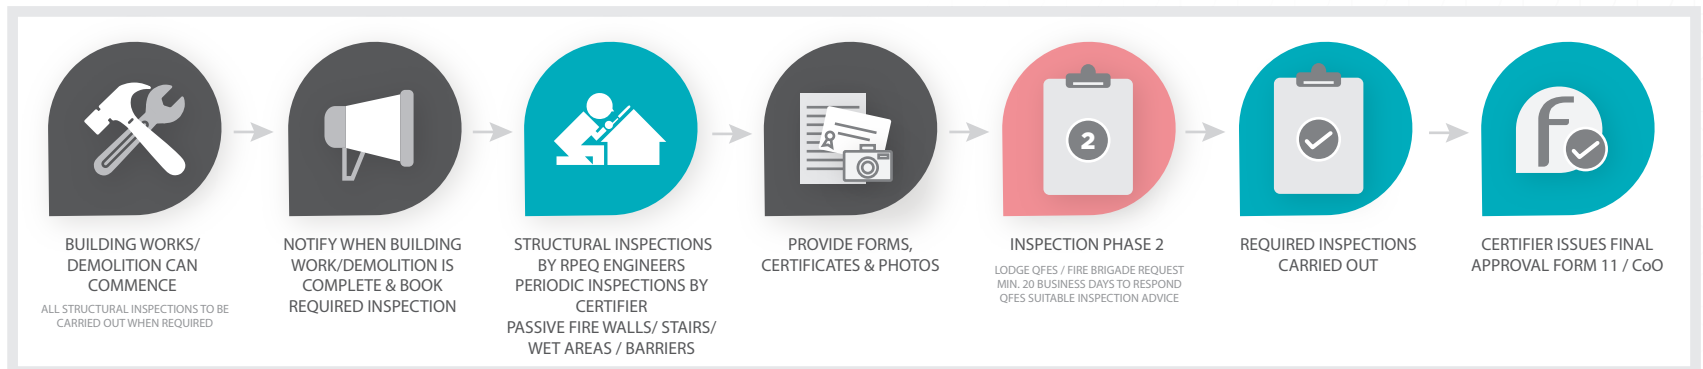 BUILDING WORKS/
DEMOLITION CAN
COMMENCE
ALL STRUCTURAL INSPECTIONS TO BE
CARRIED OUT WHEN REQUIRED
NOTIFY WHEN BUILDING
WORK/DEMOLITION IS
COMPLETE & BOOK
REQUIRED INSPECTION
STRUCTURAL INSPECTIONS
BY RPEQ ENGINEERS
PERIODIC INSPECTIONS BY
CERTIFIER
PASSIVE FIRE WALLS/ STAIRS/
WET AREAS / BARRIERS
PROVIDE FORMS,
CERTIFICATES & PHOTOS
2
INSPECTION PHASE 2
LODGE QFES / FIRE BRIGADE REQUEST
MIN. 20 BUSINESS DAYS TO RESPOND
QFES SUITABLE INSPECTION ADVICE
REQUIRED INSPECTIONS
CARRIED OUT
f
CERTIFIER ISSUES FINAL
APPROVAL FORM 11 / CoO